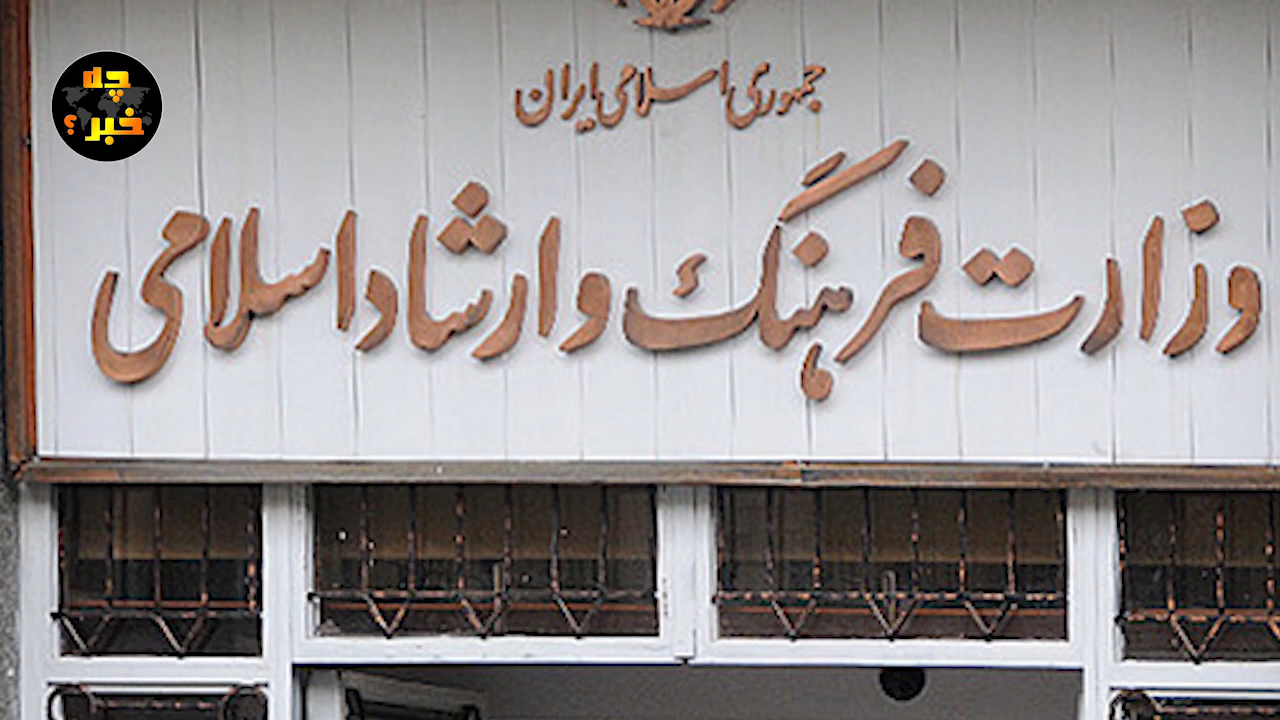 چه
خبر؟
جمهوری اسلامی ایران
وزارت فرهنگ و ارشاد اسلامی